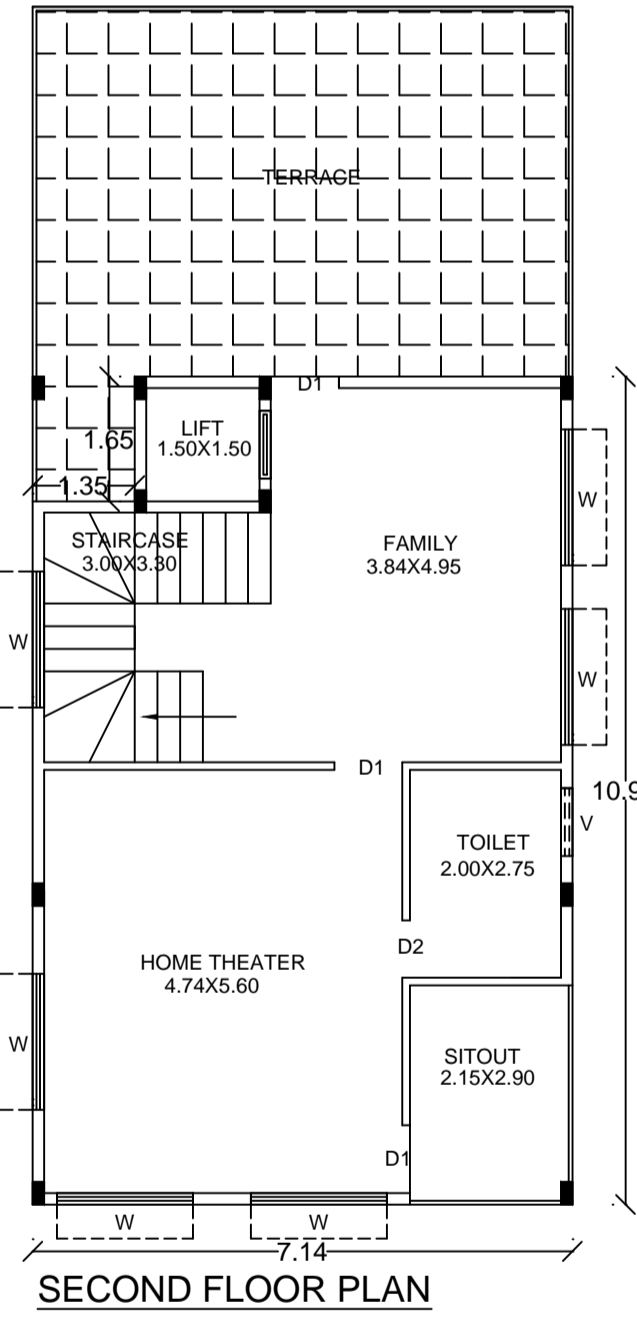 TERRACE
D1
LIFT
1.50X1.50
1.65
1.35
W
STAIRCASE
3.00X3.30
FAMILY
3.84X4.95
W
W
D1
10.9
V
TOILET
2.00X2.75
D2
HOME THEATER
4.74X5.60
W
SITOUT
2.15X2.90
D1
W
W
7.14
SECOND FLOOR PLAN